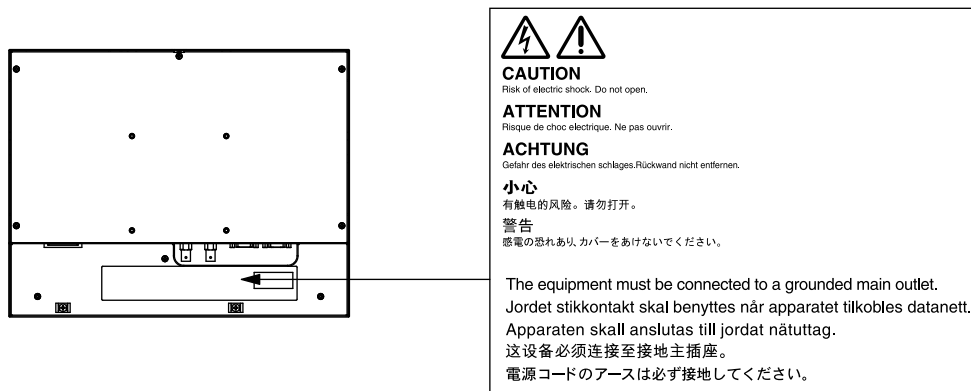 CAUTION
Risk of electric shock. Do not open.
ATTENTION
Risque de choc electrique. Ne pas ouvrir.
ACHTUNG
Gefahr des elektrischen schlages.Rückwand nicht entfernen.
小心
有触电的风险。请勿打开。
警告
感電の恐れあり、カバーをあけないでください。
The equipment must be connected to a grounded main outlet.
Jordet stikkontakt skal benyttes når apparatet tilkobles datanett.
Apparaten skall anslutas till jordat nätuttag.
这设备必须连接至接地主插座。
電源コードのアースは必ず接地してください。